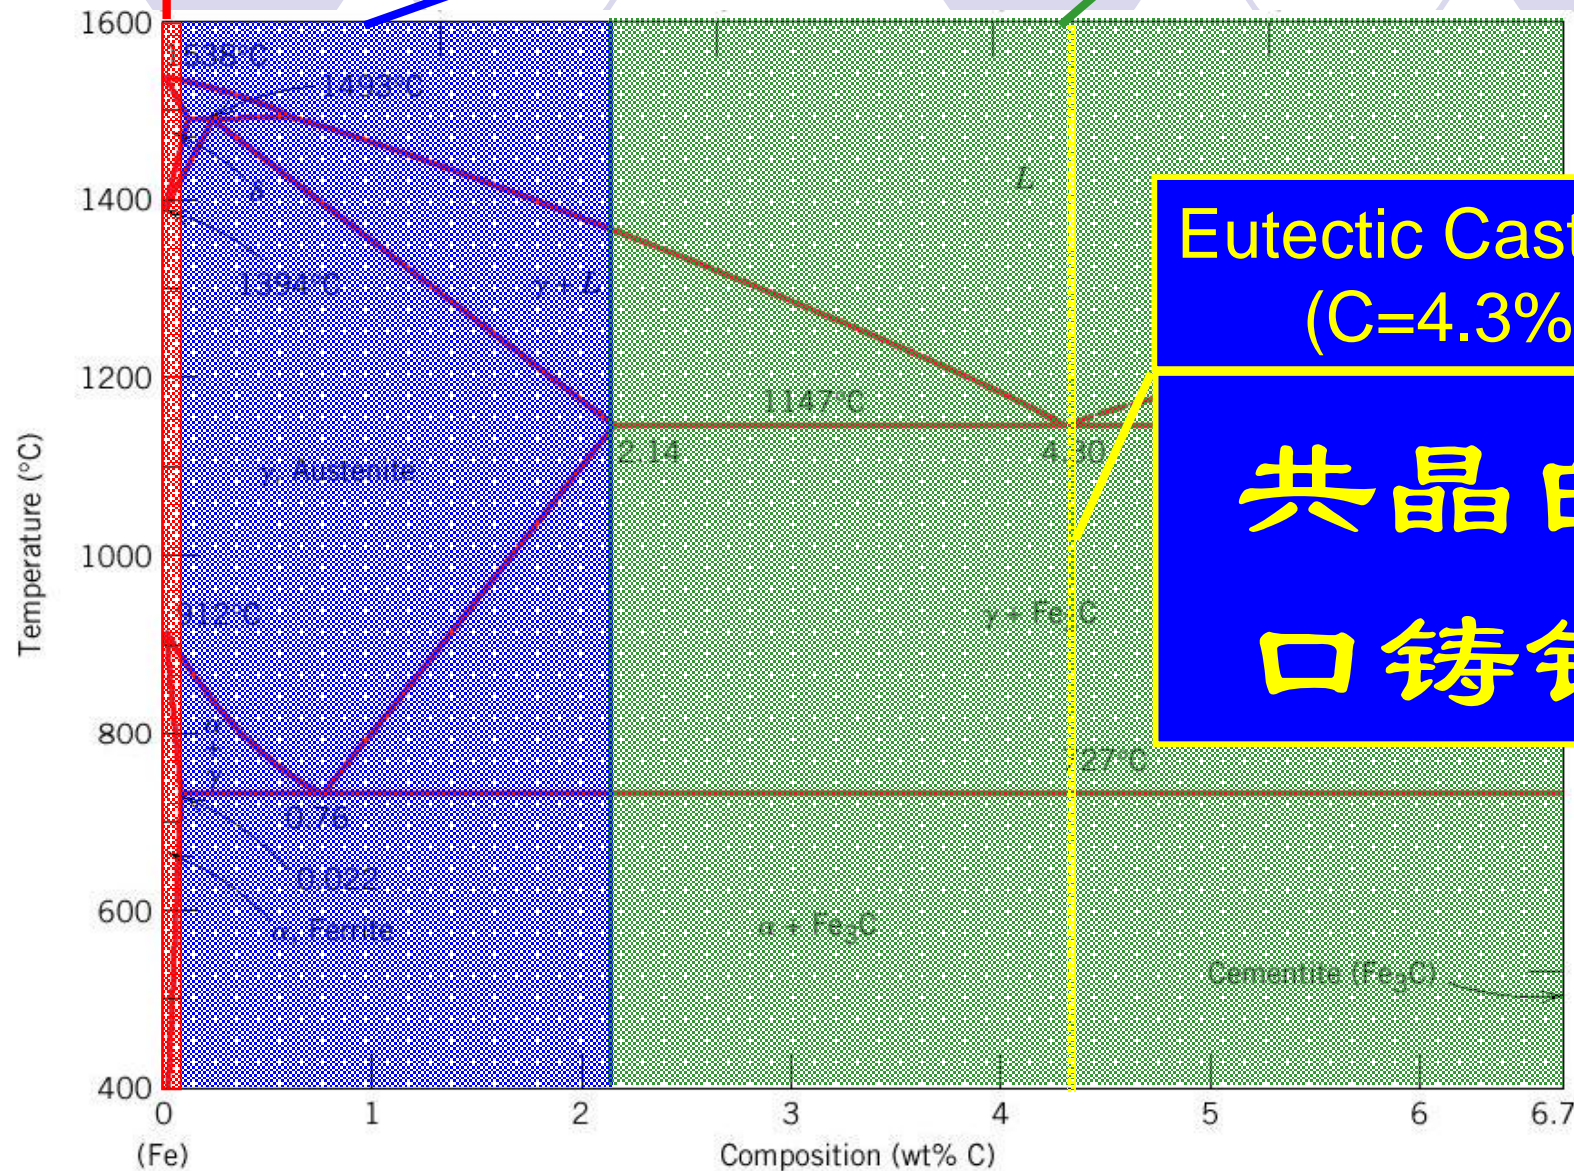 1600
1538°C
1493°C
L
δ
1400
1394°C
γ + L
Eutectic Cast
(C=4.3%
1200
1147°C
2.14
4.30
γ, Austenite
共晶白
口铸
1000
γ + Fe3C
912°C
800
α
+
γ
27°C
0.76
0.022
600
α, Ferrite
α + Fe3C
Cementite (Fe3C)
400
0
1
2
3
4
5
6
6.7
(Fe)
Composition (wt% C)
Temperature (°C)